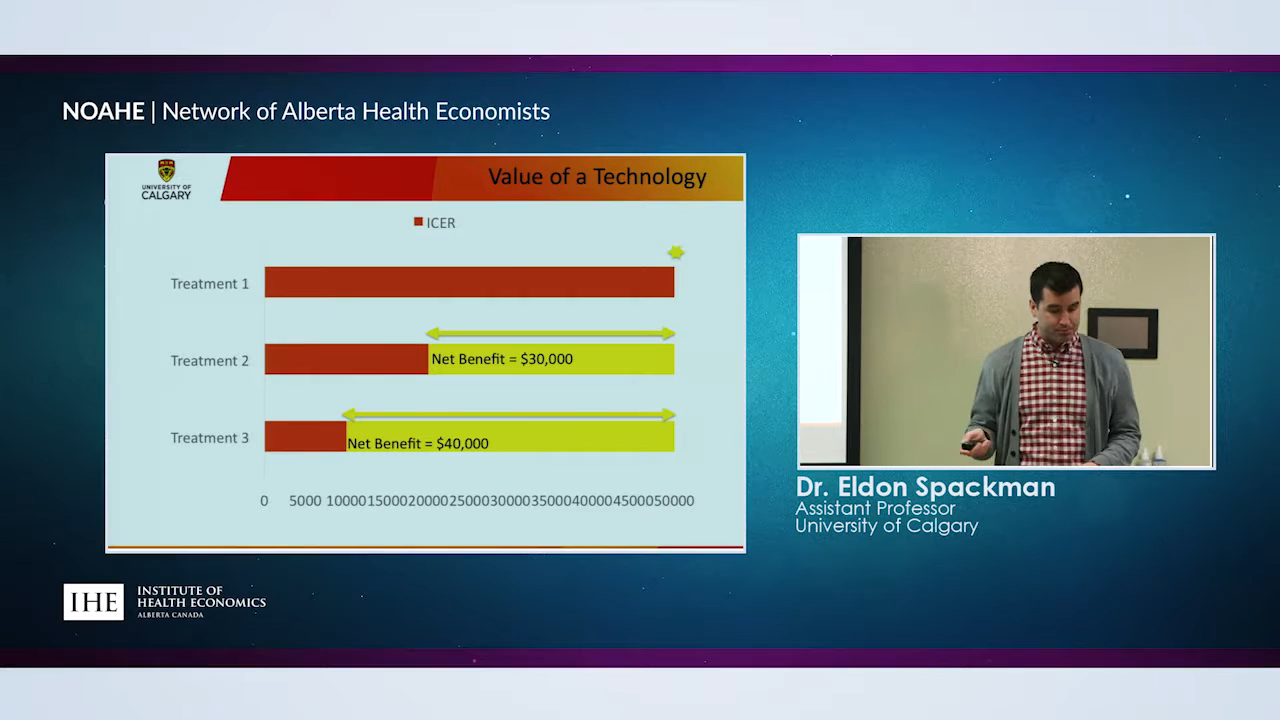 NOAHE | Network of Alberta Health Economists
UNIVERSITY OF
CALGARY
Value of a Technology
ICER
Treatment 1
Treatment 2
Net Benefit = $30,000
Treatment 3
Net Benefit = $40,000
0 5000 10000 15000 20000 25000 30000 35000 40000 45000 50000
Dr. Eldon Spackman
Assistant Professor
University of Calgary
IHE
INSTITUTE OF
HEALTH ECONOMICS
ALBERTA CANADA